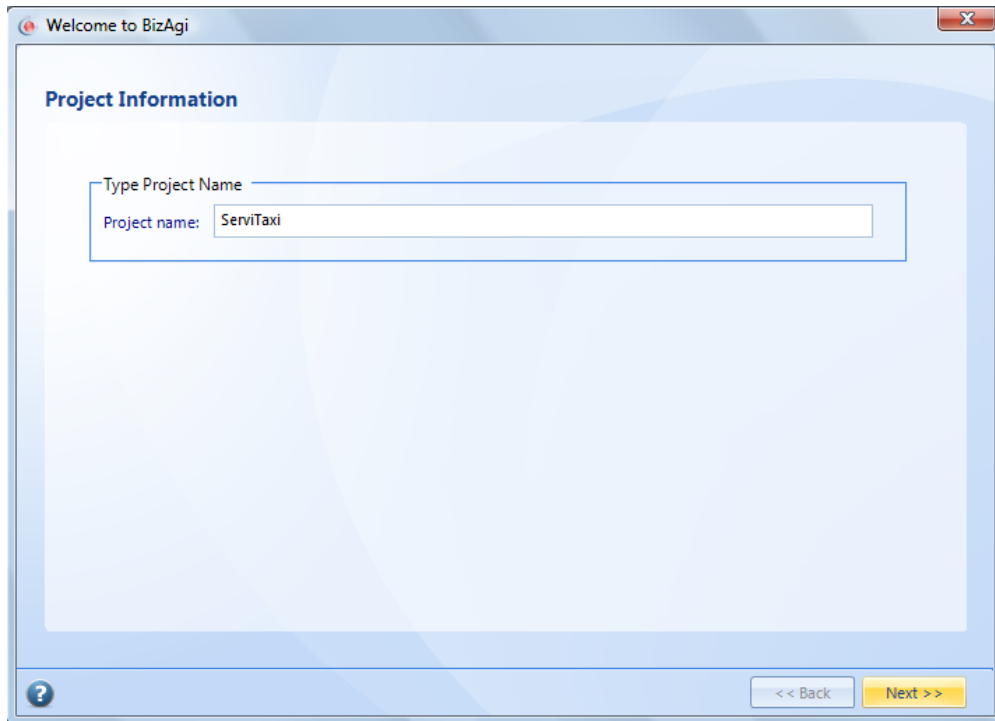 Welcome to BizAgi
Project Information
Type Project Name
Project name: ServiTaxi
?
<< Back Next >>